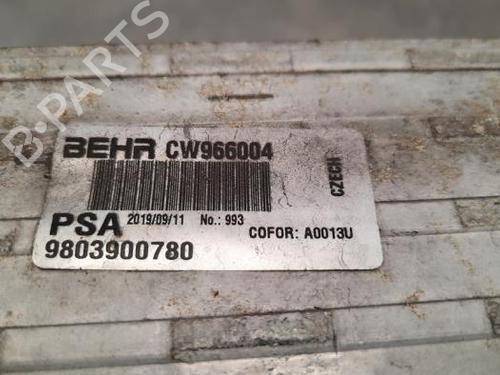 BEHR CW966004
CZECH
PSA 2019/09/11 No.: 993
COFOR: A0013U
9803900780
B-PARTS